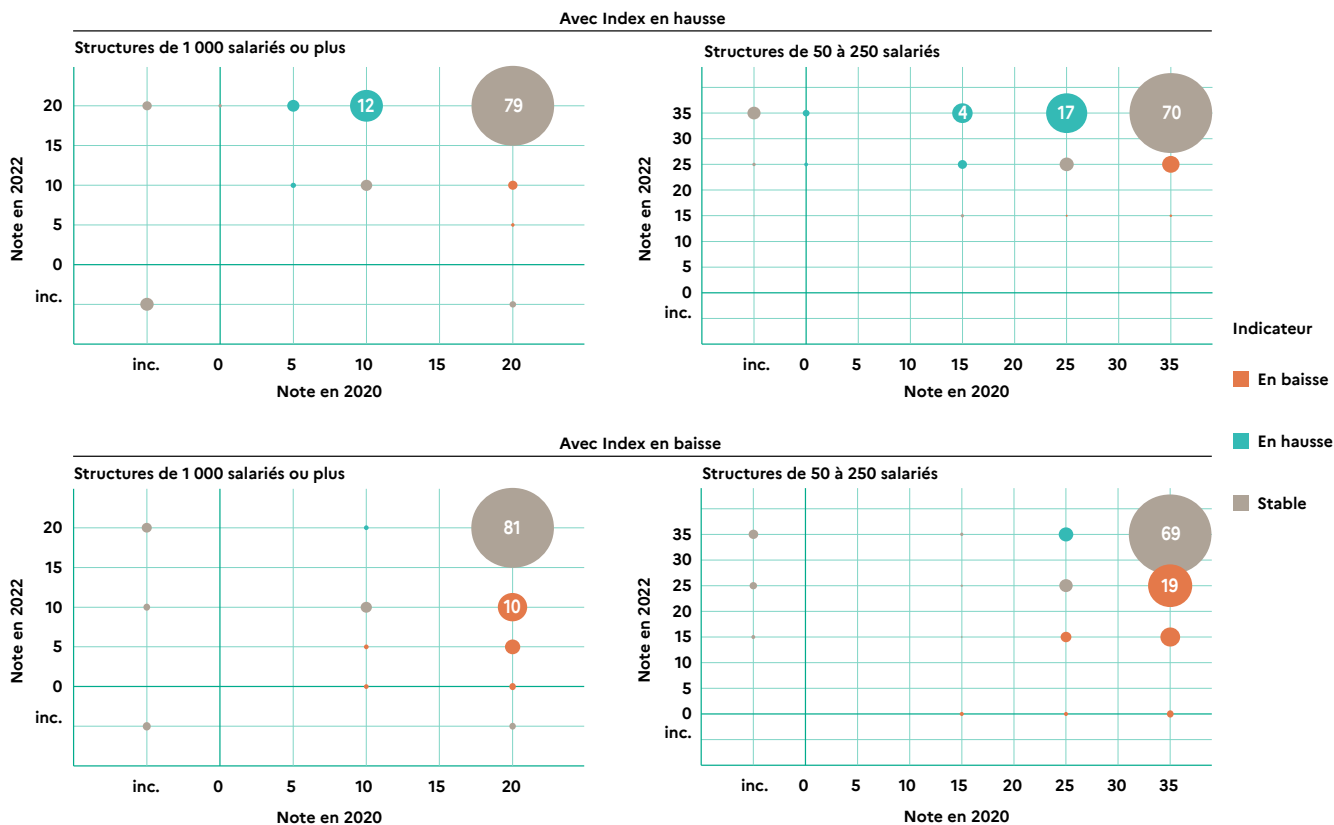 Avec Index en hausse
Structures de 1 000 salariés ou plus
Note en 2022
20
15
10
5
0
inc.
12
79
inc. 0 5 10 15 20
Note en 2020
Structures de 50 à 250 salariés
Note en 2022
35
30
25
20
15
10
5
0
inc.
4 17 70
inc. 0 5 10 15 20 25 30 35
Note en 2020
Indicateur
En baisse
En hausse
Stable
Avec Index en baisse
Structures de 1 000 salariés ou plus
Note en 2022
20
15
10
5
0
inc.
81
10
inc. 0 5 10 15 20
Note en 2020
Structures de 50 à 250 salariés
Note en 2022
35
30
25
20
15
10
5
0
inc.
69
19
inc. 0 5 10 15 20 25 30 35
Note en 2020